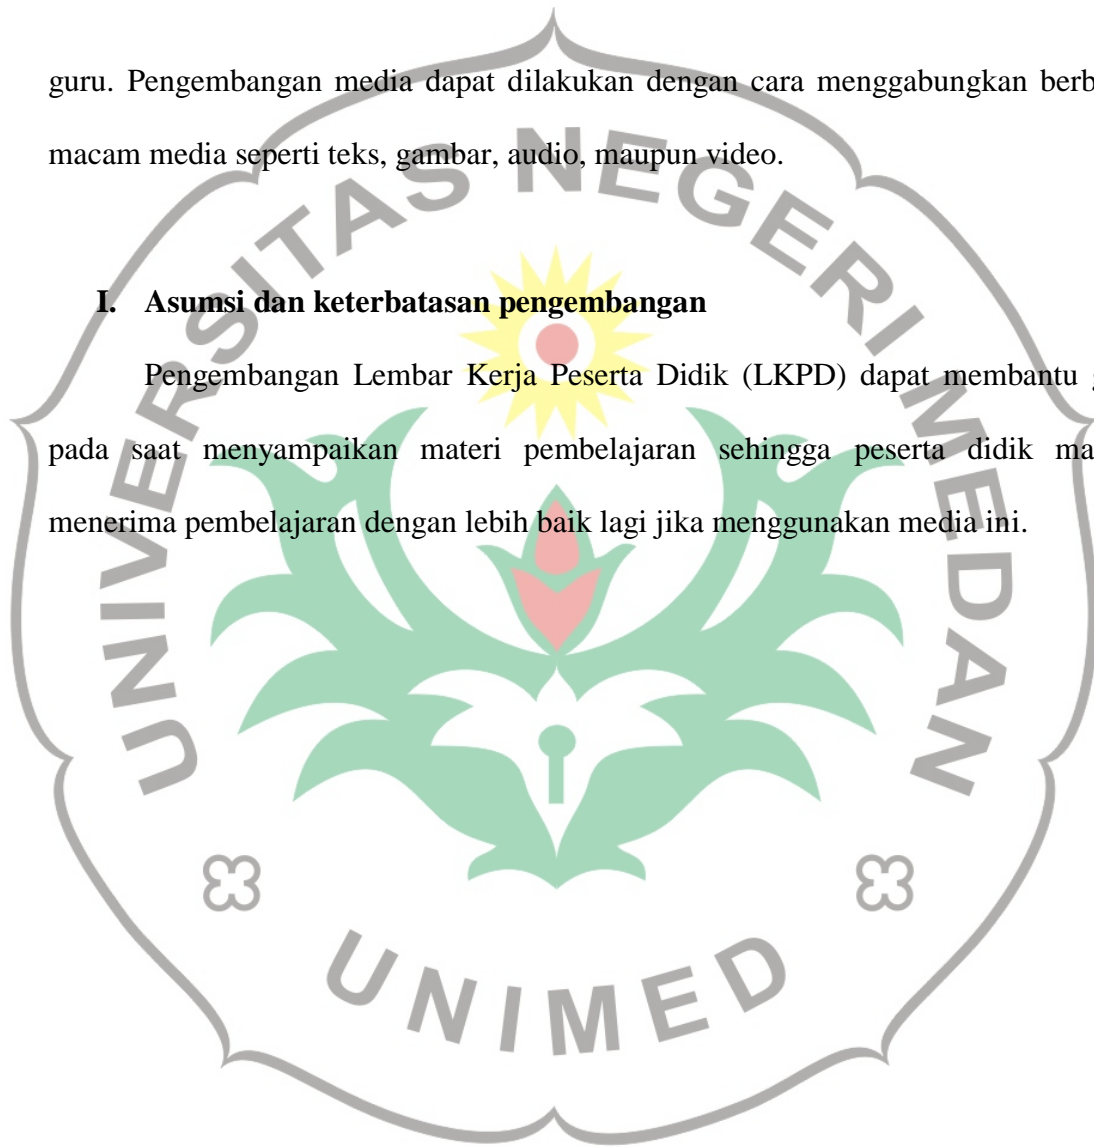 guru. Pengembangan media dapat dilakukan dengan cara menggabungkan berb
macam media seperti teks, gambar, audio, maupun video.
UNIVERSITAS NEGERI MEDAN
I. Asumsi dan keterbatasan pengembangan
Pengembangan Lembar Kerja Peserta Didik (LKPD) dapat membantu g
pada saat menyampaikan materi pembelajaran sehingga peserta didik ma
menerima pembelajaran dengan lebih baik lagi jika menggunakan media ini.
UNIMED